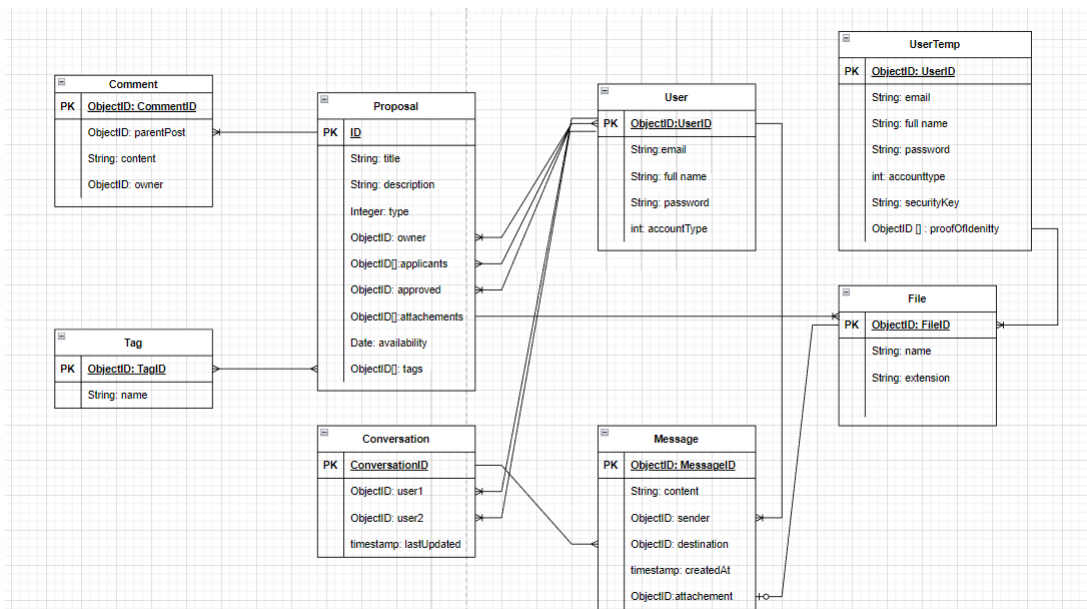 Comment
PK ObjectID: CommentID
ObjectID: parentPost
String: content
ObjectID: owner
Proposal
PK ID
String: title
String: description
Integer: type
ObjectID: owner
ObjectID[]:applicants
ObjectID: approved
ObjectID[]:attachements
Date: availability
ObjectID[]: tags
User
PK ObjectID:UserID
String:email
String: full name
String: password
int: accountType
UserTemp
PK ObjectID: UserID
String: email
String: full name
String: password
int: accounttype
String: securityKey
ObjectID [] : proofOfIdenitty
File
PK ObjectID: FileID
String: name
String: extension
Tag
PK ObjectID: TagID
String: name
Conversation
PK ConversationID
ObjectID: user1
ObjectID: user2
timestamp: lastUpdated
Message
PK ObjectID: MessageID
String: content
ObjectID: sender
ObjectID: destination
timestamp: createdAt
ObjectID:attachement